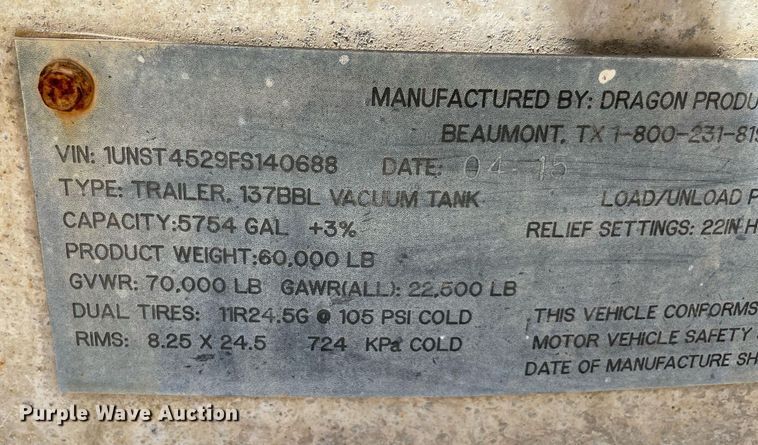 MANUFACTURED BY: DRAGON
BEAUMONT, TX 1-800-231-
VIN: 1UNST4529FS140688 DATE: 04-15
TYPE: TRAILER, 137BBL VACUUM TANK LOAD/UNLOAD
CAPACITY:5754 GAL +3% RELIEF SETTINGS: 22IN
PRODUCT WEIGHT:60,000 LB
GVWR: 70,000 LB GAWR(ALL): 22,500 LB
DUAL TIRES: 11R24.5G @ 105 PSI COLD THIS VEHICLE CONFORMS
RIMS: 8.25 X 24.5 724 KPa COLD MOTOR VEHICLE SAFETY
DATE OF MANUFACTURE
Purple Wave Auction